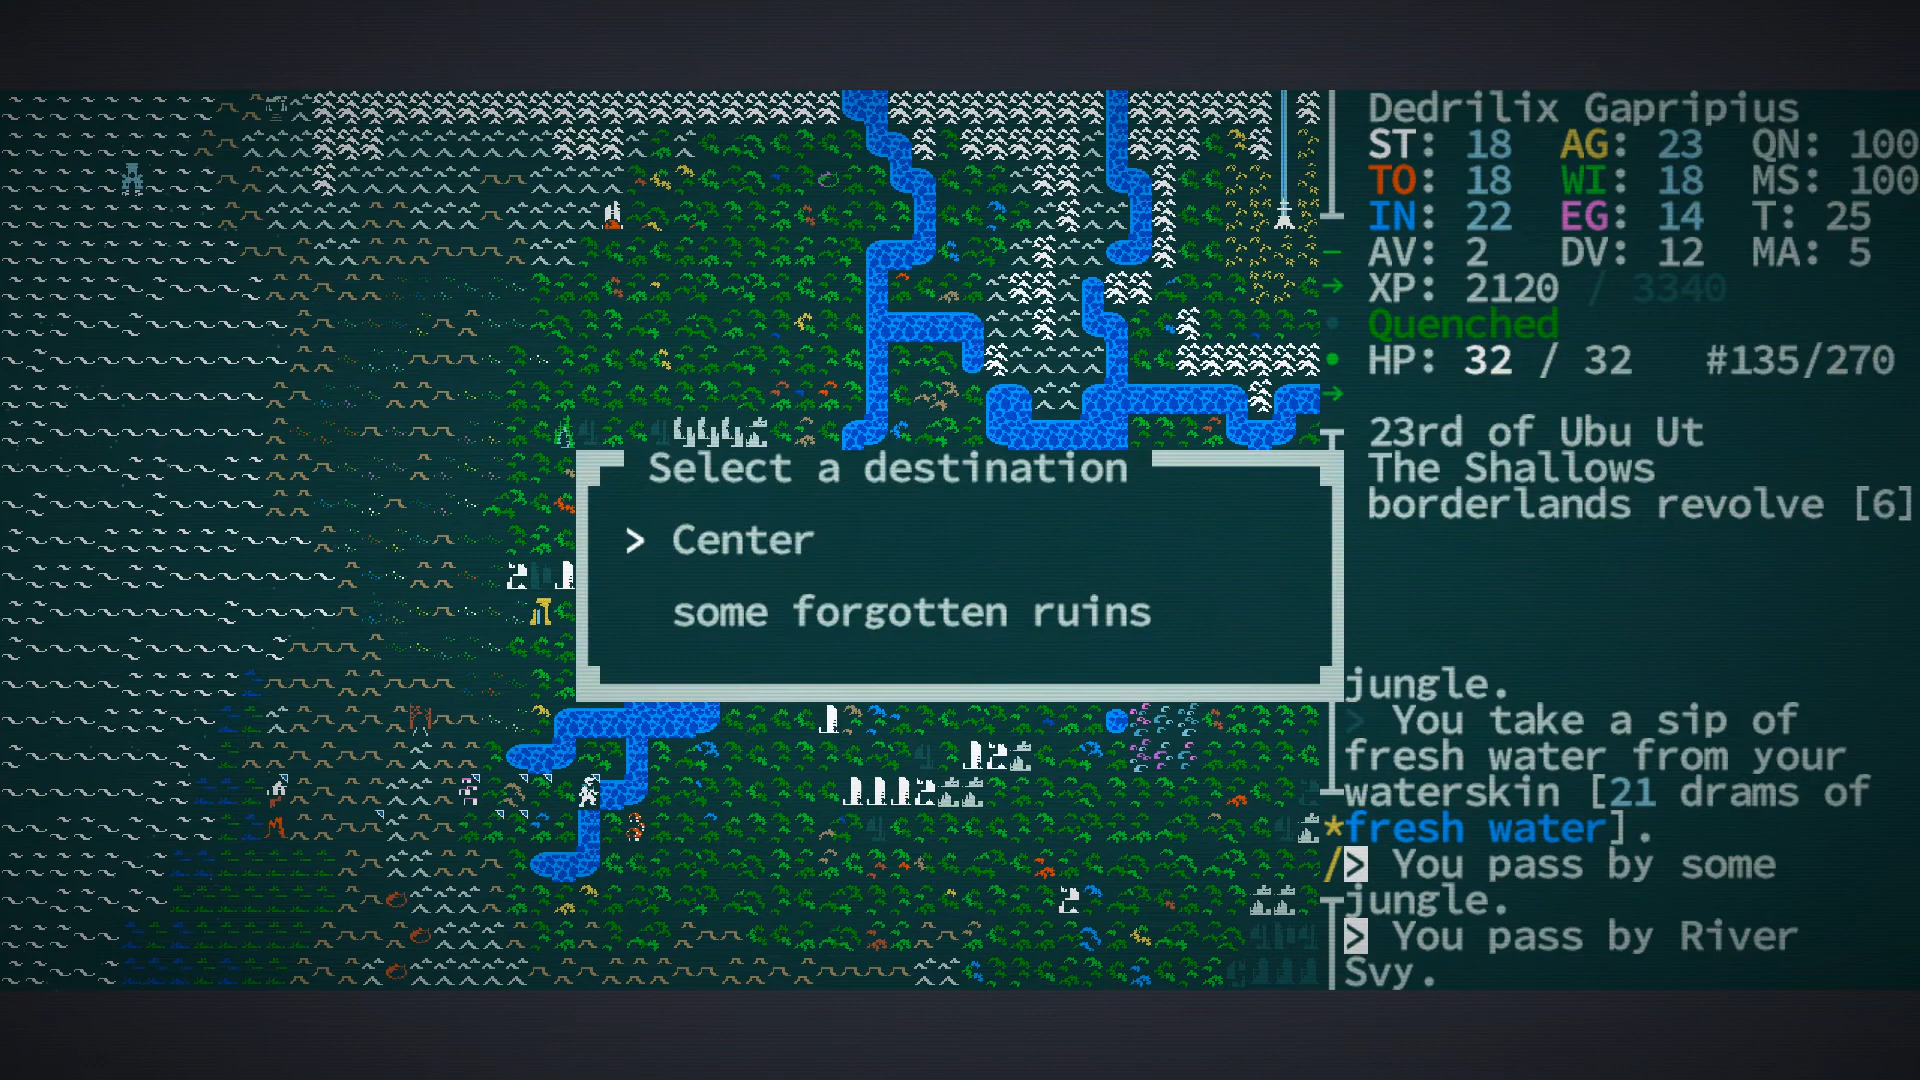 Dedrilix Gapripius
ST: 18 AG: 23 QN: 100
TO: 18 WI: 18 MS: 100
IN: 22 EG: 14 T: 25
AV: 2 DV: 12 MA: 5
XP: 2120 / 3340
Quenched
HP: 32 / 32 #135/270
23rd of Ubu Ut
The Shallows
borderlands revolve [6]
Select a destination
> Center
some forgotten ruins
jungle.
> You take a sip of
fresh water from your
waterskin [21 drams of
fresh water].
> You pass by some
jungle.
> You pass by River
Svy.